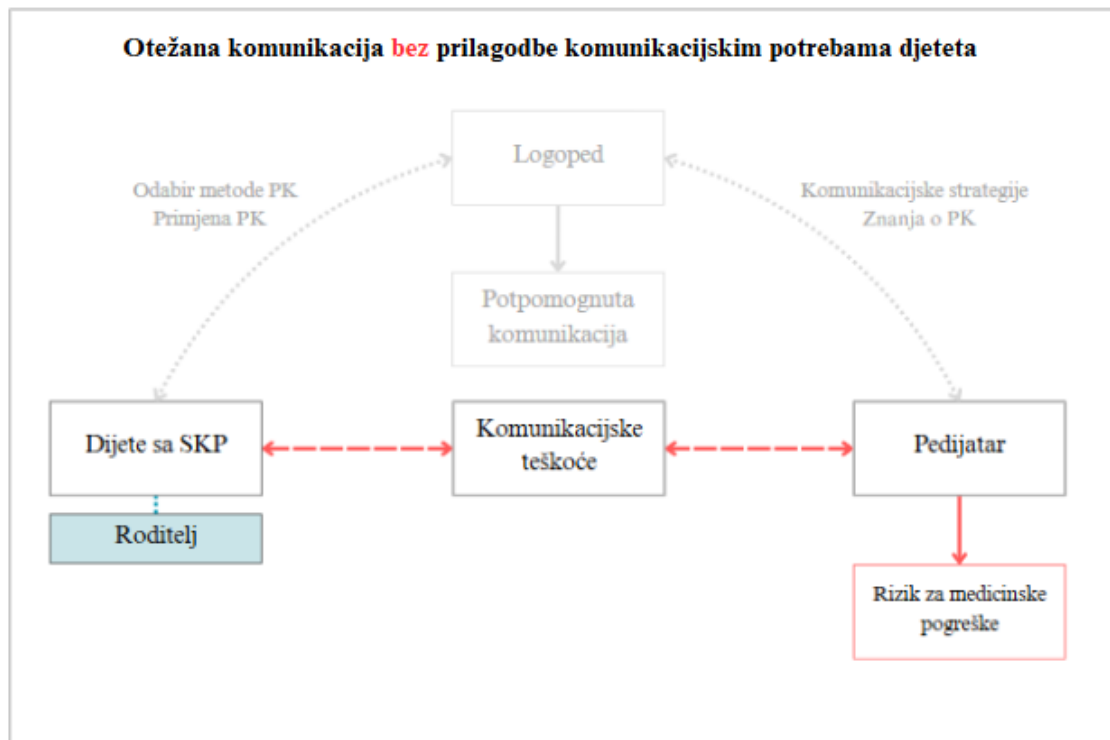 Otežana komunikacija bez prilagodbe komunikacijskim potrebama djeteta
Logoped
Odabir metode PK
Primjena PK
Komunikacijske strategije
Znanja o PK
Potpomognuta
komunikacija
Dijete sa SKP
Komunikacijske
teškoće
Pedijatar
Roditelj
Rizik za medicinske
pogreške